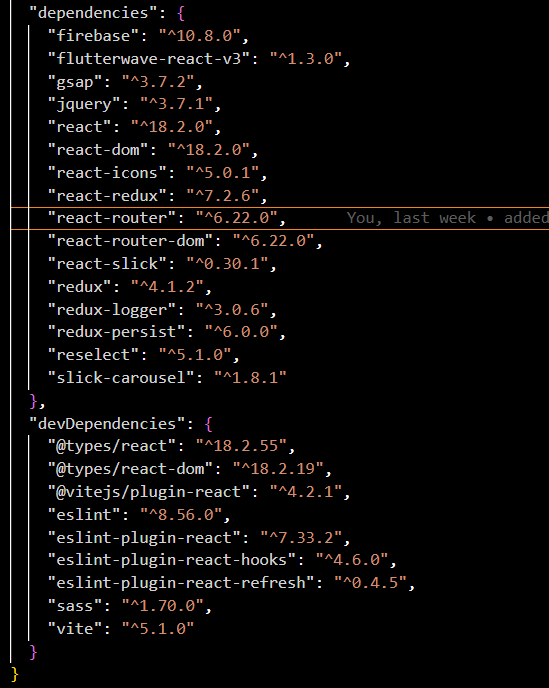 "dependencies": {
"firebase": "^10.8.0",
"flutterwave-react-v3": "^1.3.0",
"gsap": "^3.7.2",
"jquery": "^3.7.1",
"react": "^18.2.0",
"react-dom": "^18.2.0",
"react-icons": "^5.0.1",
"react-redux": "^7.2.6",
"react-router": "^6.22.0", You, last week • added
"react-router-dom": "^6.22.0",
"react-slick": "^0.30.1",
"redux": "^4.1.2",
"redux-logger": "^3.0.6",
"redux-persist": "^6.0.0",
"reselect": "^5.1.0",
"slick-carousel": "^1.8.1"
},
"devDependencies": {
"@types/react": "^18.2.55",
"@types/react-dom": "^18.2.19",
"@vitejs/plugin-react": "^4.2.1",
"eslint": "^8.56.0",
"eslint-plugin-react": "^7.33.2",
"eslint-plugin-react-hooks": "^4.6.0",
"eslint-plugin-react-refresh": "^0.4.5",
"sass": "^1.70.0",
"vite": "^5.1.0"
}
}